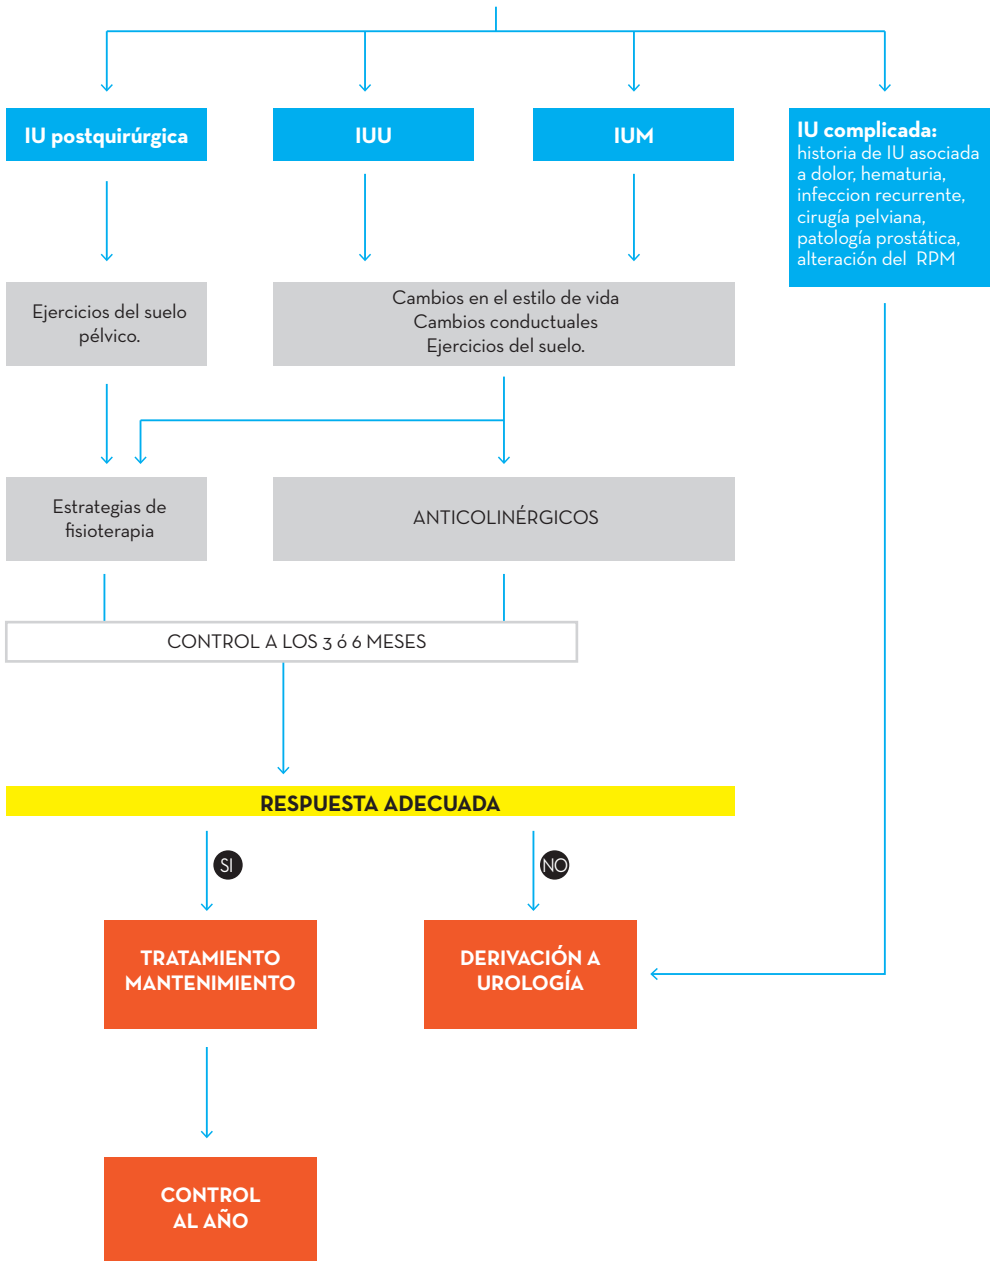 IU postquirúrgica
IUU
IUM
IU complicada:
historia de IU asociada
a dolor, hematuria,
infeccion recurrente,
cirugía pelviana,
patología prostática,
alteración del RPM
Ejercicios del suelo
pélvico.
Cambios en el estilo de vida
Cambios conductuales
Ejercicios del suelo.
Estrategias de
fisioterapia
ANTICOLINÉRGICOS
CONTROL A LOS 3 ó 6 MESES
RESPUESTA ADECUADA
SI
NO
TRATAMIENTO
MANTENIMIENTO
DERIVACIÓN A
UROLOGÍA
CONTROL
AL AÑO